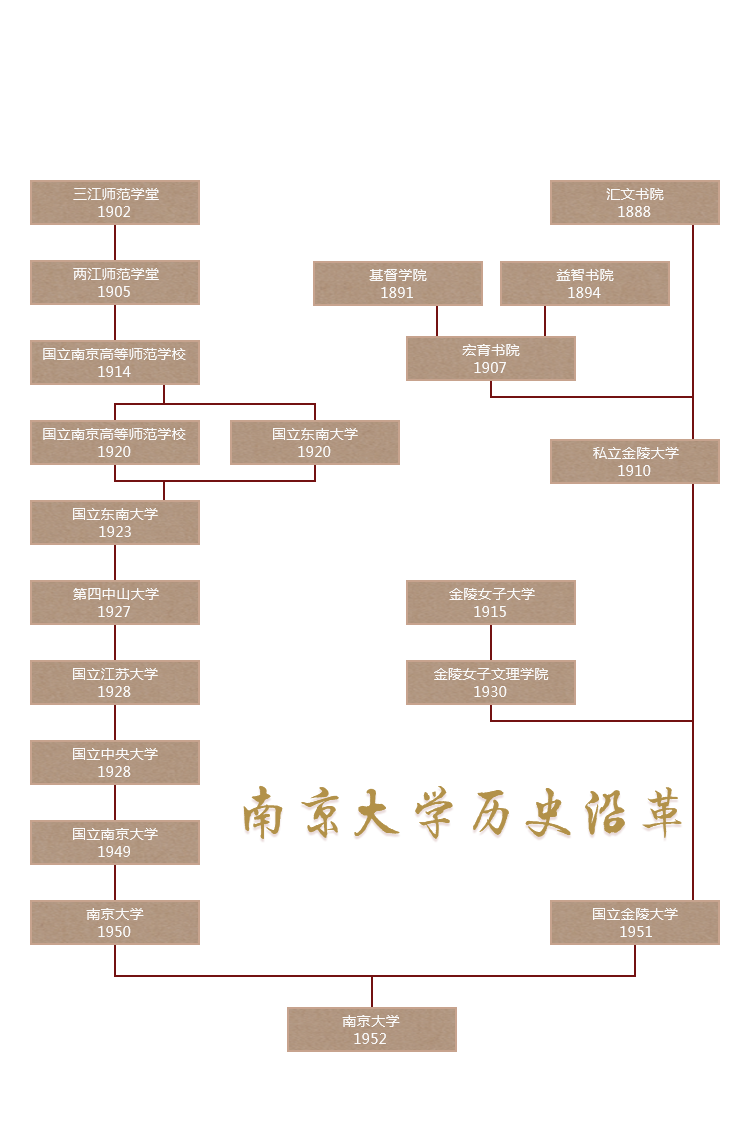 三江师范学堂
1902
汇文书院
1888
两江师范学堂
1905
基督学院
1891
益智书院
1894
国立南京高等师范学校
1914
宏育书院
1907
国立南京高等师范学校
1920
国立东南大学
1920
私立金陵大学
1910
国立东南大学
1923
第四中山大学
1927
金陵女子大学
1915
国立江苏大学
1928
金陵女子文理学院
1930
国立中央大学
1928
南京大学历史沿革
国立南京大学
1949
南京大学
1950
国立金陵大学
1951
南京大学
1952